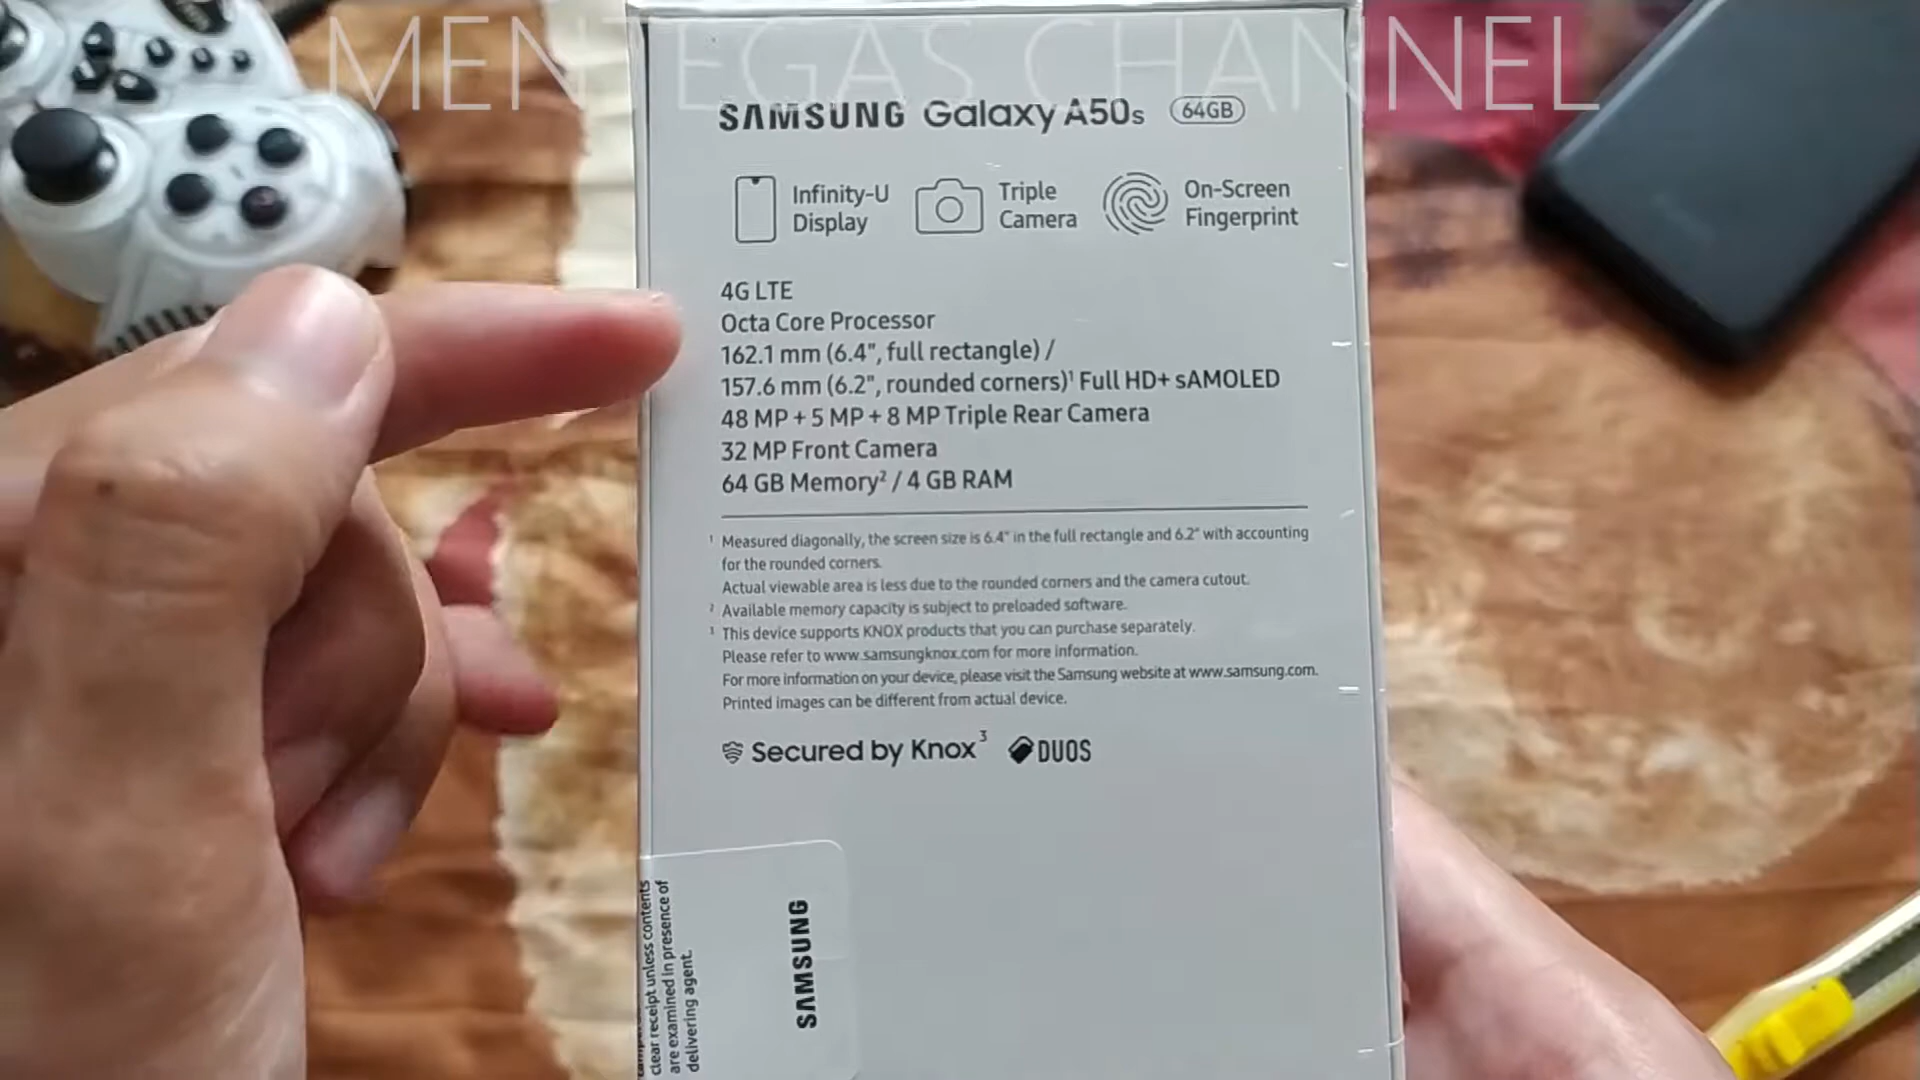 MENTEGAS CHANNEL
SAMSUNG Galaxy A50s 64GB
Infinity-U
Display
Triple
Camera
On-Screen
Fingerprint
4G LTE
Octa Core Processor
162.1 mm (6.4", full rectangle) /
157.6 mm (6.2", rounded corners)¹ Full HD+ sAMOLED
48 MP + 5 MP + 8 MP Triple Rear Camera
32 MP Front Camera
64 GB Memory² / 4 GB RAM
¹ Measured diagonally, the screen size is 6.4" in the full rectangle and 6.2" with accounting
for the rounded corners.
Actual viewable area is less due to the rounded corners and the camera cutout.
² Available memory capacity is subject to preloaded software.
³ This device supports KNOX products that you can purchase separately.
Please refer to www.samsungknox.com for more information.
For more information on your device, please visit the Samsung website at www.samsung.com.
Printed images can be different from actual device.
Secured by Knox³ DUOS
clear receipt unless contents
are examined in presence of
delivering agent.
SAMSUNG